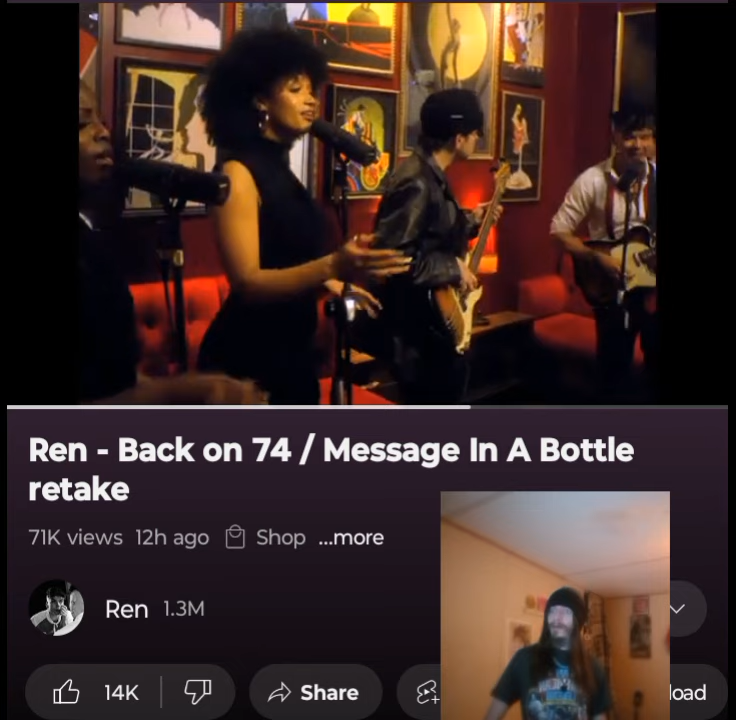 Ren - Back on 74 / Message In A Bottle
retake
71K views 12h ago Shop ...more
Ren 1.3M
14K Share load